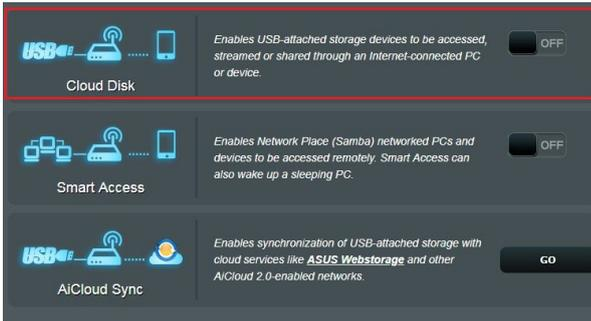 USB
Cloud Disk
Enables USB-attached storage devices to be accessed,
streamed or shared through an Internet-connected PC
or device.
OFF
Smart Access
Enables Network Place (Samba) networked PCs and
devices to be accessed remotely. Smart Access can
also wake up a sleeping PC.
OFF
USB
AiCloud Sync
Enables synchronization of USB-attached storage with
cloud services like ASUS Webstorage and other
AiCloud 2.0-enabled networks.
GO